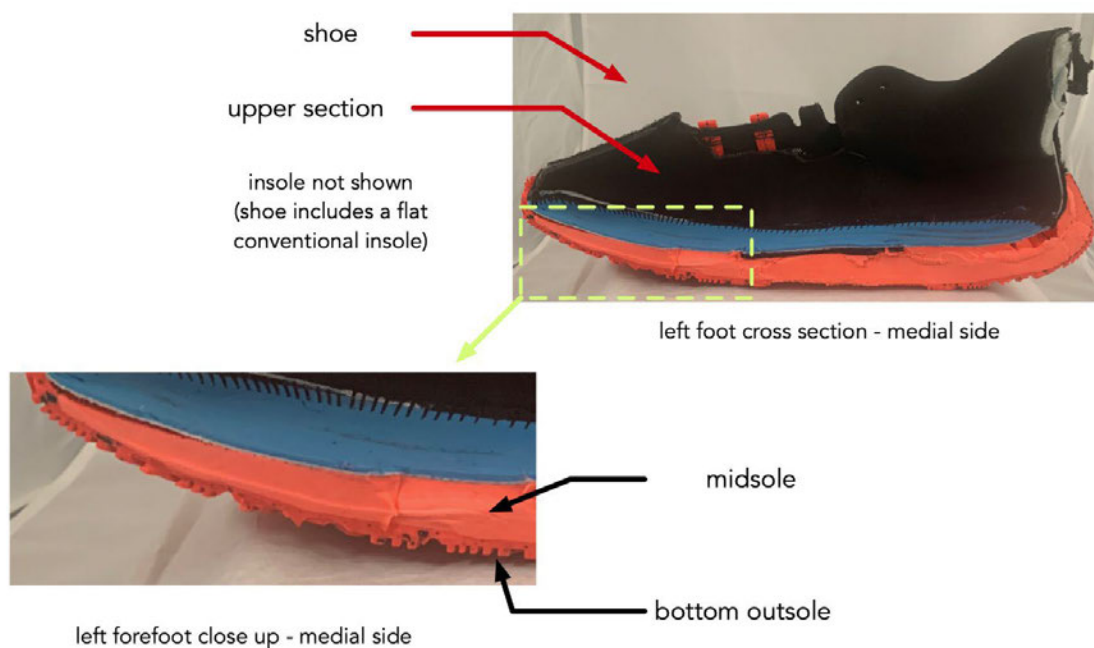 shoe
upper section
insole not shown
(shoe includes a flat
conventional insole)
left foot cross section - medial side
midsole
bottom outsole
left forefoot close up - medial side